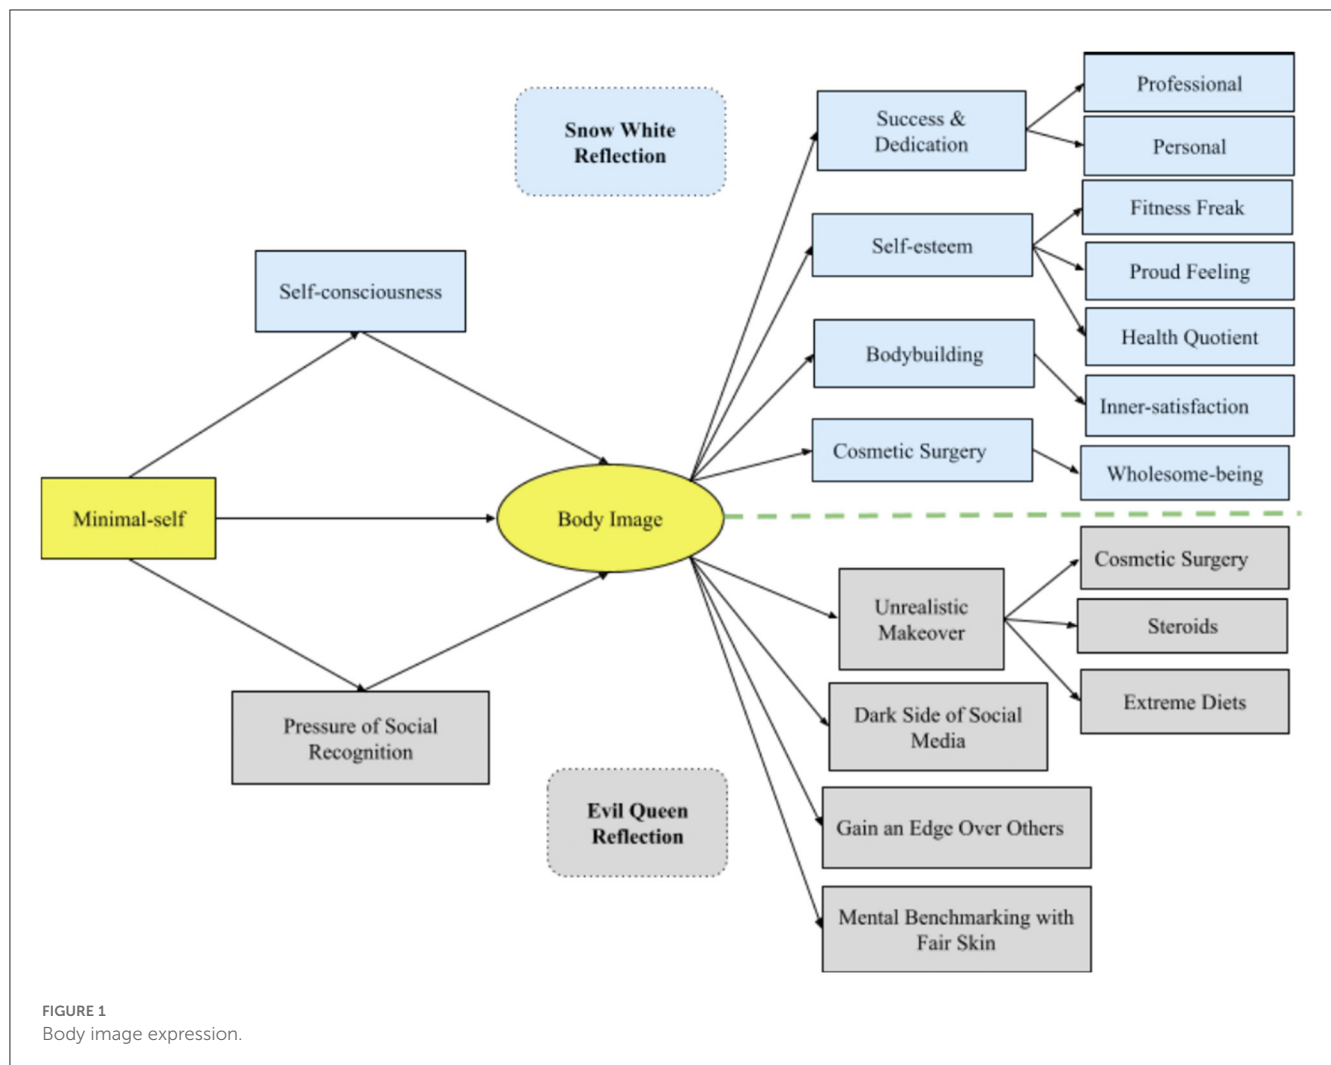 Snow White
Reflection
Success &
Dedication
Professional
Personal
Self-esteem
Fitness Freak
Proud Feeling
Health Quotient
Self-consciousness
Bodybuilding
Inner-satisfaction
Cosmetic Surgery
Wholesome-being
Minimal-self
Body Image
Unrealistic
Makeover
Cosmetic Surgery
Steroids
Extreme Diets
Pressure of Social
Recognition
Dark Side of Social
Media
Evil Queen
Reflection
Gain an Edge Over Others
Mental Benchmarking with
Fair Skin
FIGURE 1
Body image expression.